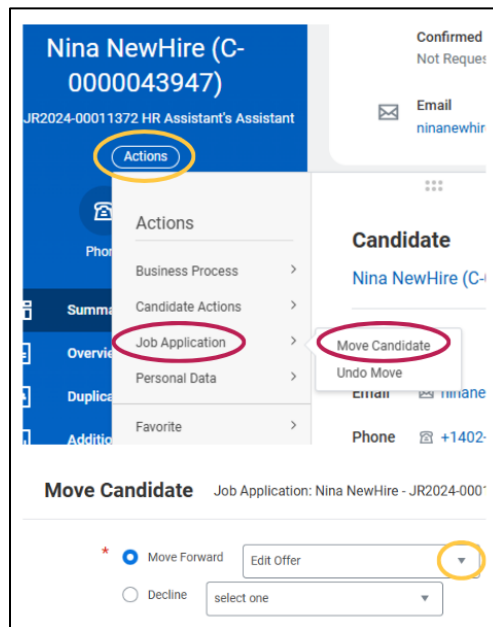 Nina NewHire (C-
0000043947)
JR2024-00011372 HR Assistant's Assistant
Actions
Confirmed
Not Reques
Email
ninanewhir
Phon
Actions
Business Process
Candidate Actions
Job Application
Personal Data
Favorite
Summa
Overvie
Duplica
Additio
Candidate
Nina NewHire (C-
Move Candidate
Undo Move
Email
Phone +1402-
Move Candidate Job Application: Nina NewHire - JR2024-0001
* Move Forward Edit Offer
Decline select one